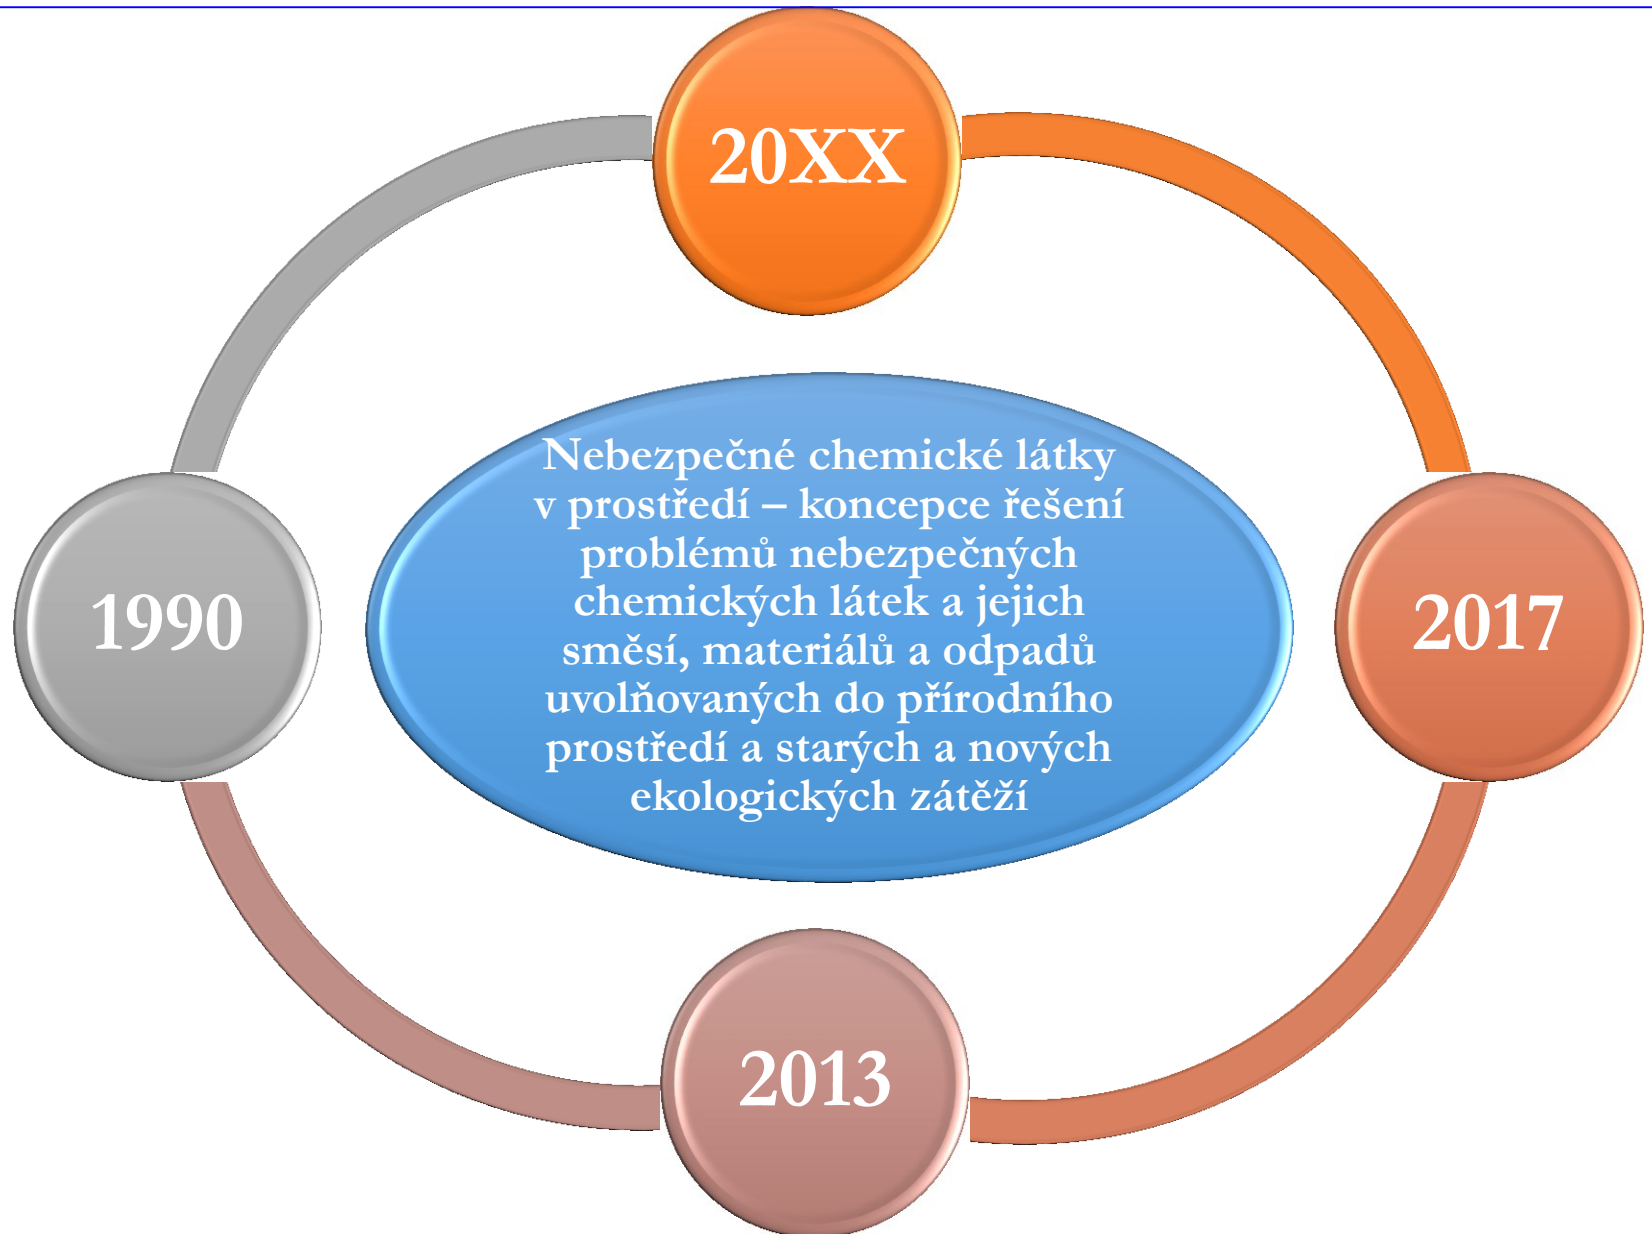 20XX
Nebezpečné chemické látky
v prostředí – koncepce řešení
problémů nebezpečných
chemických látek a jejich
směsí, materiálů a odpadů
uvolňovaných do přírodního
prostředí a starých a nových
ekologických zátěží
1990
2017
2013